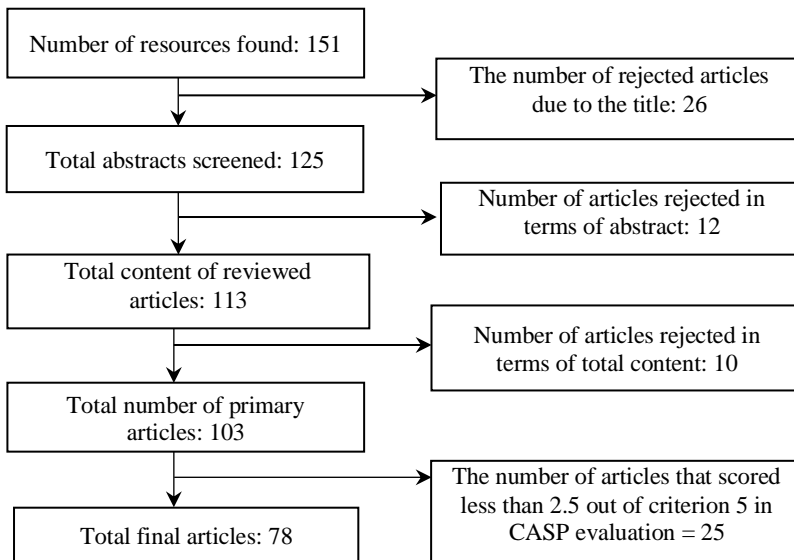 Number of resources found: 151
The number of rejected articles
due to the title: 26
Total abstracts screened: 125
Number of articles rejected in
terms of abstract: 12
Total content of reviewed
articles: 113
Number of articles rejected in
terms of total content: 10
Total number of primary
articles: 103
The number of articles that scored
less than 2.5 out of criterion 5 in
CASP evaluation = 25
Total final articles: 78